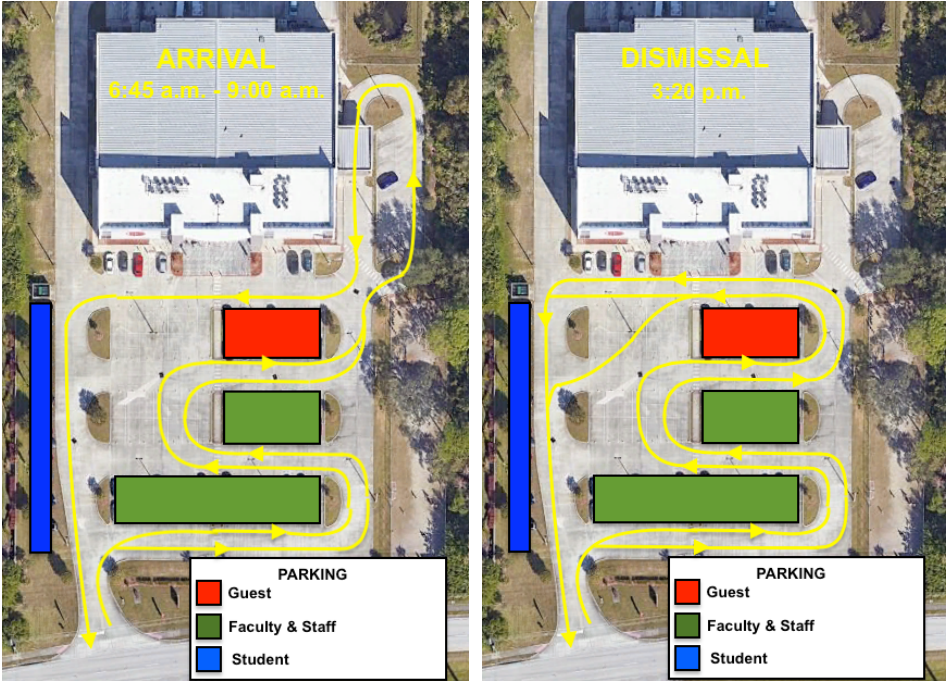 ARRIVAL
6:45 a.m. - 9:00 a.m.
PARKING
Guest
Faculty & Staff
Student
DISMISSAL
3:20 p.m.
PARKING
Guest
Faculty & Staff
Student